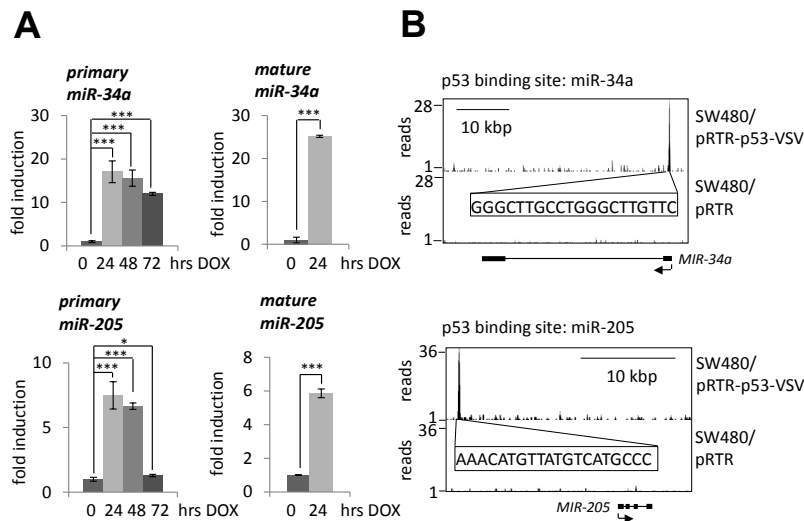 A
primary
miR-34a
fold induction
30
20
10
0
***
***
***
0 24 48 72 hrs DOX
mature
miR-34a
fold induction
30
20
10
0
***
0 24 hrs DOX
primary
miR-205
fold induction
10
5
0
*
***
***
0 24 48 72 hrs DOX
mature
miR-205
fold induction
8
6
4
2
0
***
0 24 hrs DOX
B
p53 binding site: miR-34a
reads
28
1
10 kbp
SW480/
pRTR-p53-VSV
reads
28
1
GGGCTTGCCTGGGCTTGTTC
SW480/
pRTR
MIR-34a
p53 binding site: miR-205
reads
36
1
10 kbp
SW480/
pRTR-p53-VSV
reads
36
1
AAACATGTTATGTCATGCCC
SW480/
pRTR
MIR-205